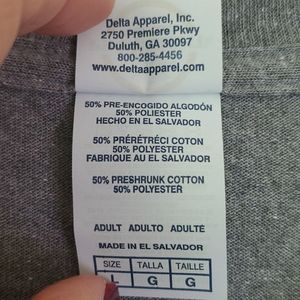 Delta Apparel, Inc.
2750 Premiere Pkwy
Duluth, GA 30097
800-285-4456
www.deltaapparel.com
50% PRE-ENCOGIDO ALGODÓN
50% POLIESTER
HECHO EN EL SALVADOR
50% PRÉRÉTRÉCI COTON
50% POLYESTER
FABRIQUE AU EL SALVADOR
50% PRESHRUNK COTTON
50% POLYESTER
ADULT ADULTO ADULTÉ
MADE IN EL SALVADOR
SIZE TALLA TAILLE
L G G